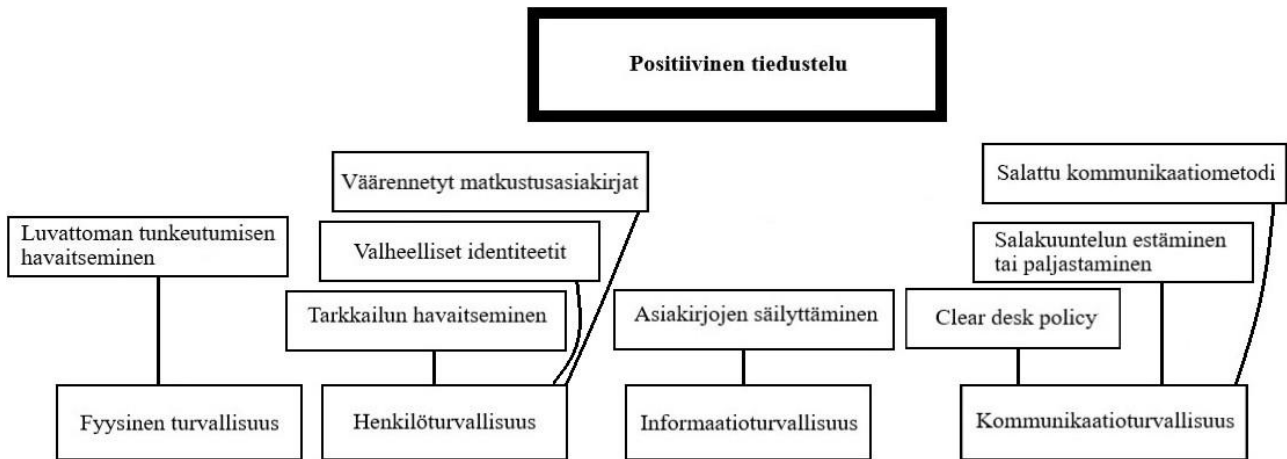 Positiivinen tiedustelu
Väärennetyt matkustusasiakirjat
Salattu kommunikaatiometodi
Luvattoman tunkeutumisen
havaitseminen
Valheelliset identiteetit
Salakuuntelun estäminen
tai paljastaminen
Tarkkailun havaitseminen
Asiakirjojen säilyttäminen
Clear desk policy
Fyysinen turvallisuus
Henkilöturvallisuus
Informaatioturvallisuus
Kommunikaatioturvallisuus